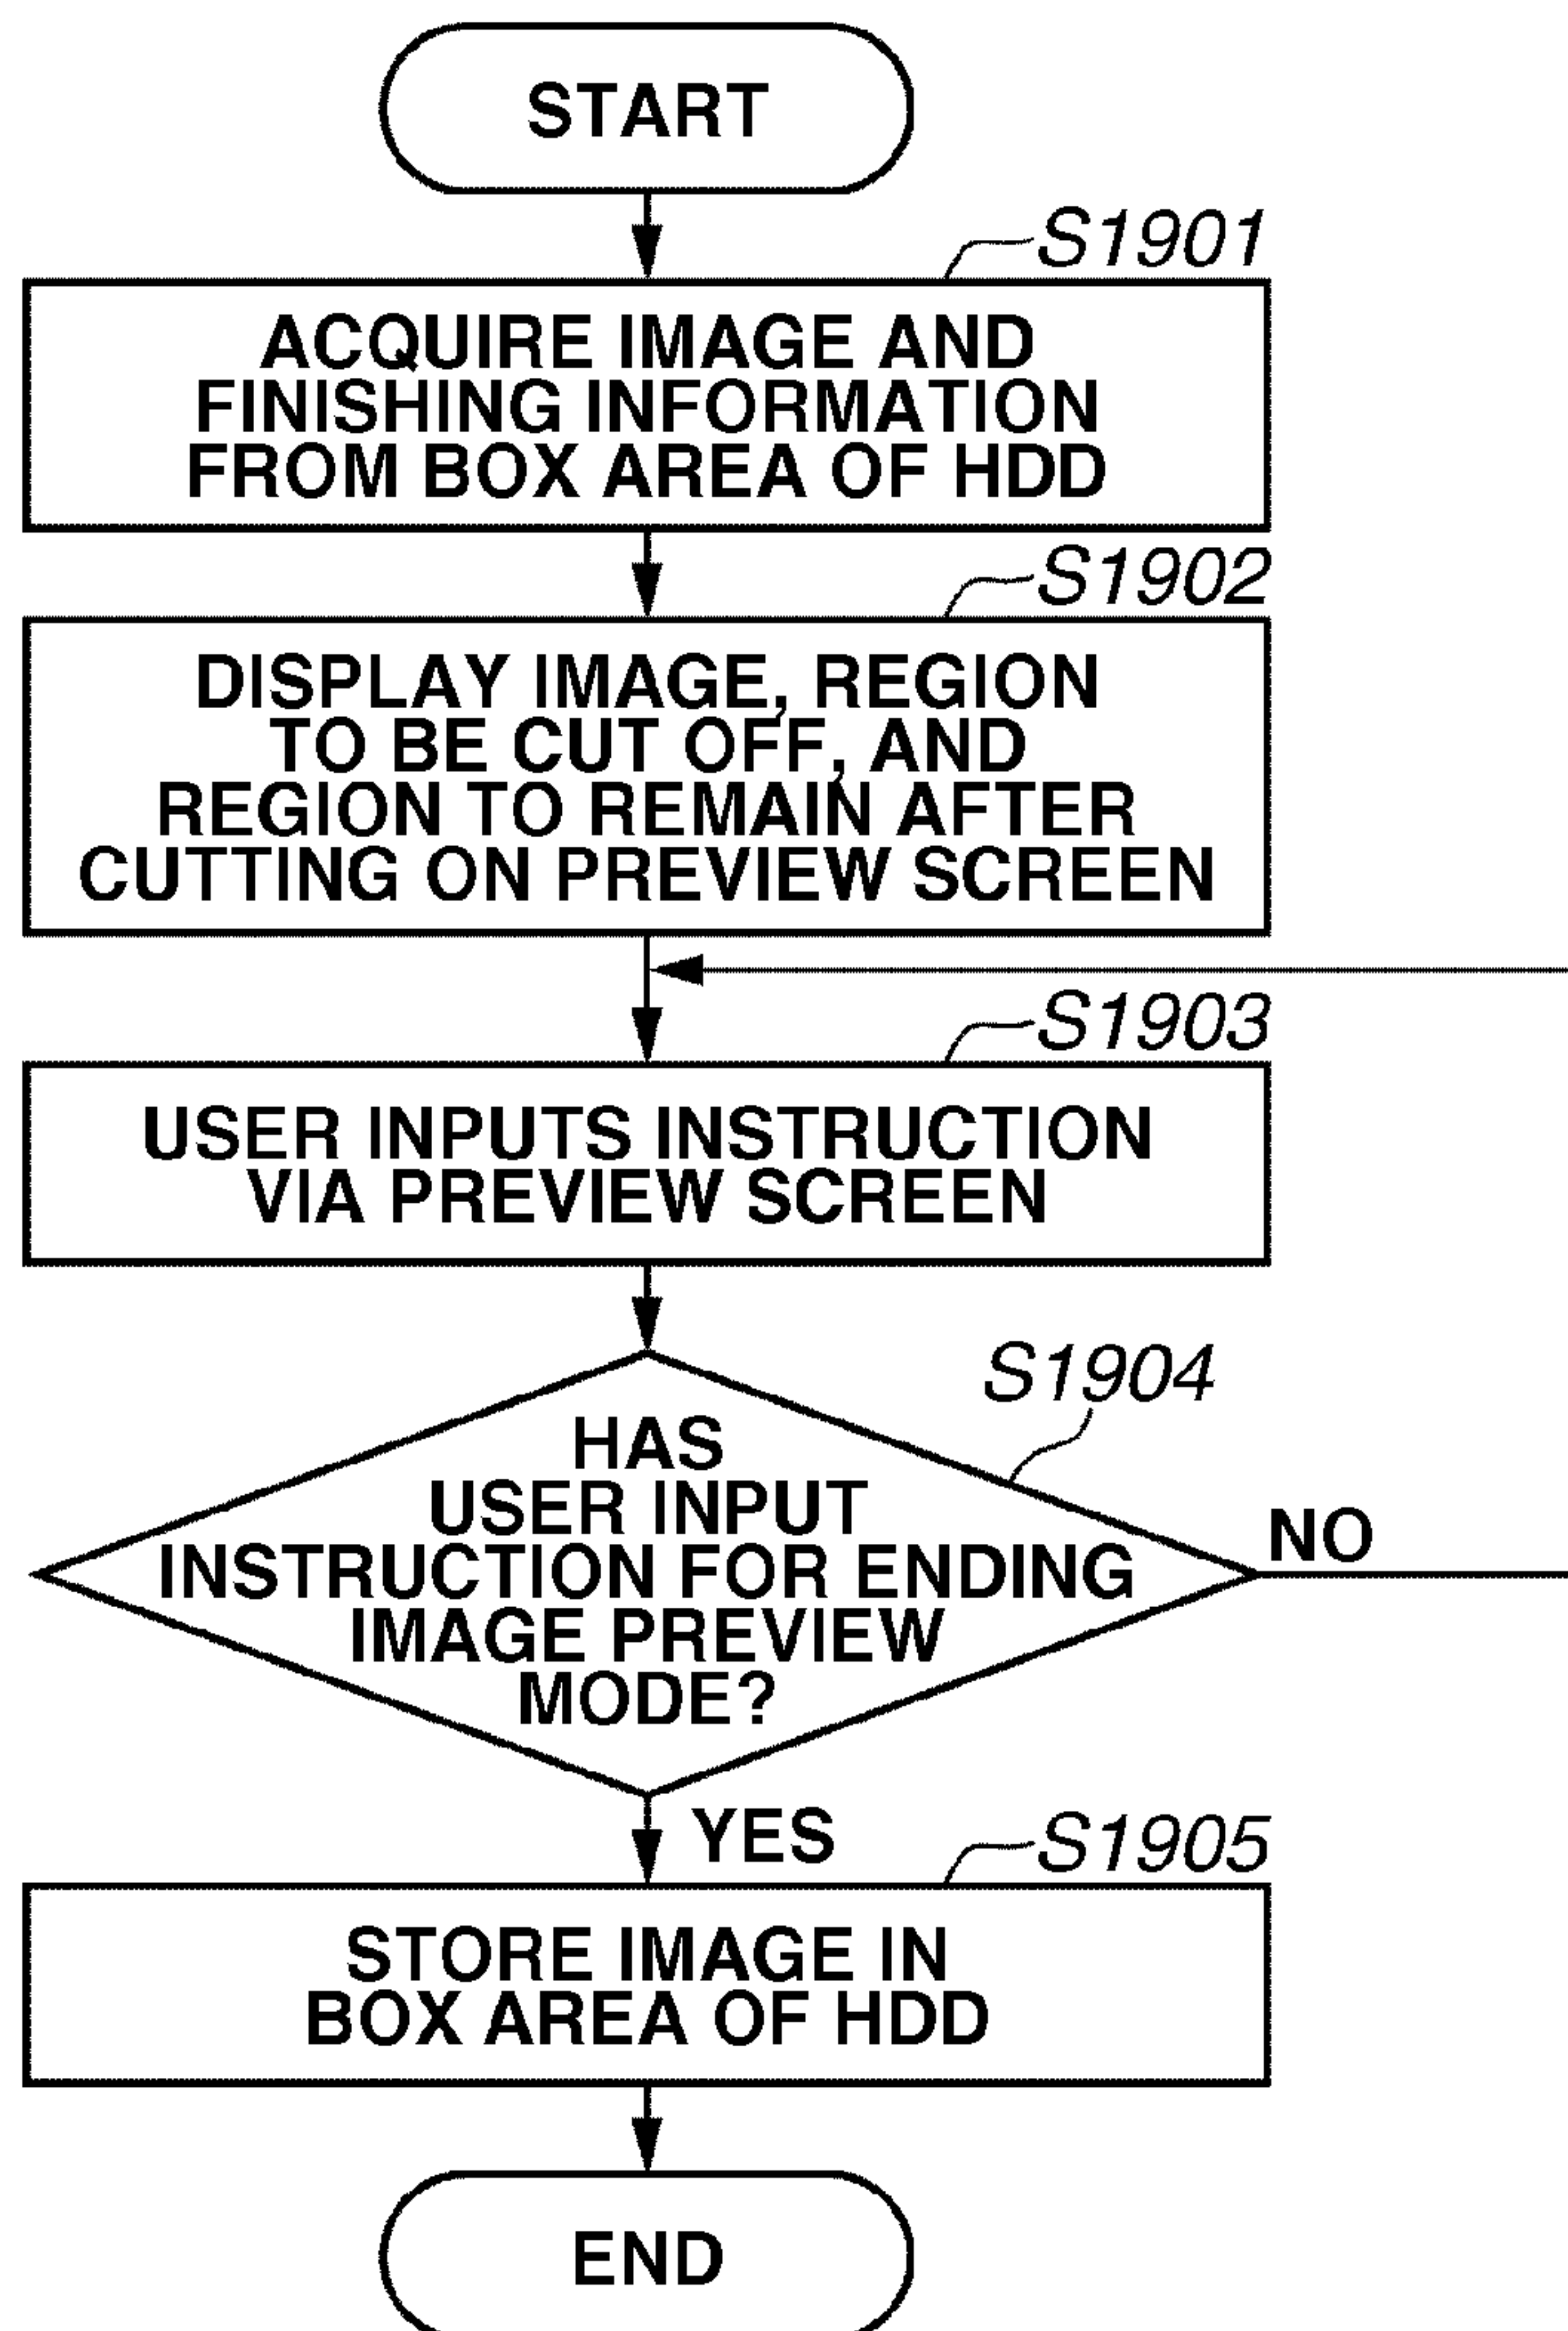 START
S1901
ACQUIRE IMAGE AND
FINISHING INFORMATION
FROM BOX AREA OF HDD
S1902
DISPLAY IMAGE, REGION
TO BE CUT OFF, AND
REGION TO REMAIN AFTER
CUTTING ON PREVIEW SCREEN
S1903
USER INPUTS INSTRUCTION
VIA PREVIEW SCREEN
S1904
HAS
USER INPUT
INSTRUCTION FOR ENDING
IMAGE PREVIEW
MODE?
NO
YES
S1905
STORE IMAGE IN
BOX AREA OF HDD
END